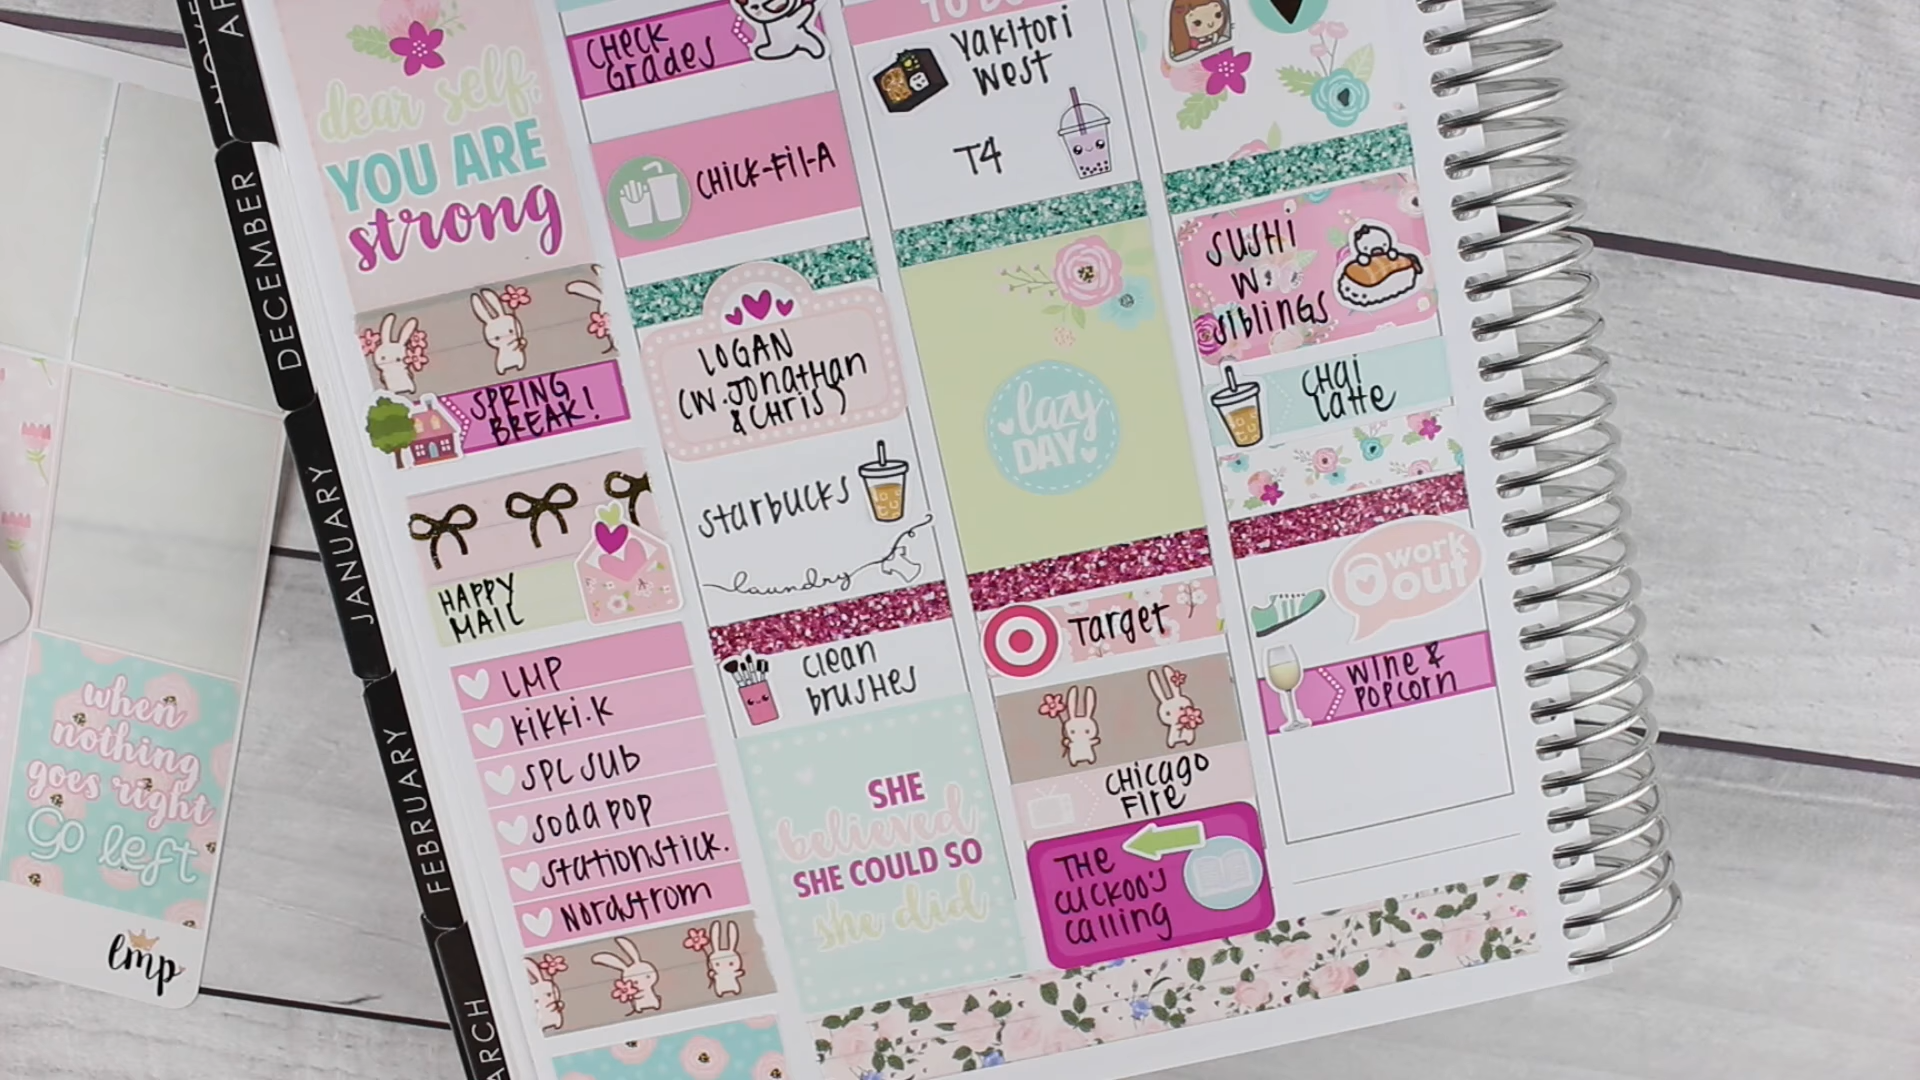 dear self,
YOU ARE
strong
SPRING
BREAK!
HAPPY
MAIL
LMP
kikki.k
SPC SUB
soda pop
stationstick.
Nordstrom
CHECK
Grades
CHICK-Fil-A
LOGAN
(W. Jonathan
& Chris)
starbucks
laundry
clean
brushes
SHE
believed
SHE COULD SO
she did
TO DO
Yakitori
West
T4
lazy
DAY
Target
CHICAGO
Fire
THE
cuckoo's
calling
SUSHI
W/
siblings
CHAI
Latte
work
out
WINE &
POPCORN
DECEMBER
JANUARY
FEBRUARY
when
nothing
goes right
Go left
lmp